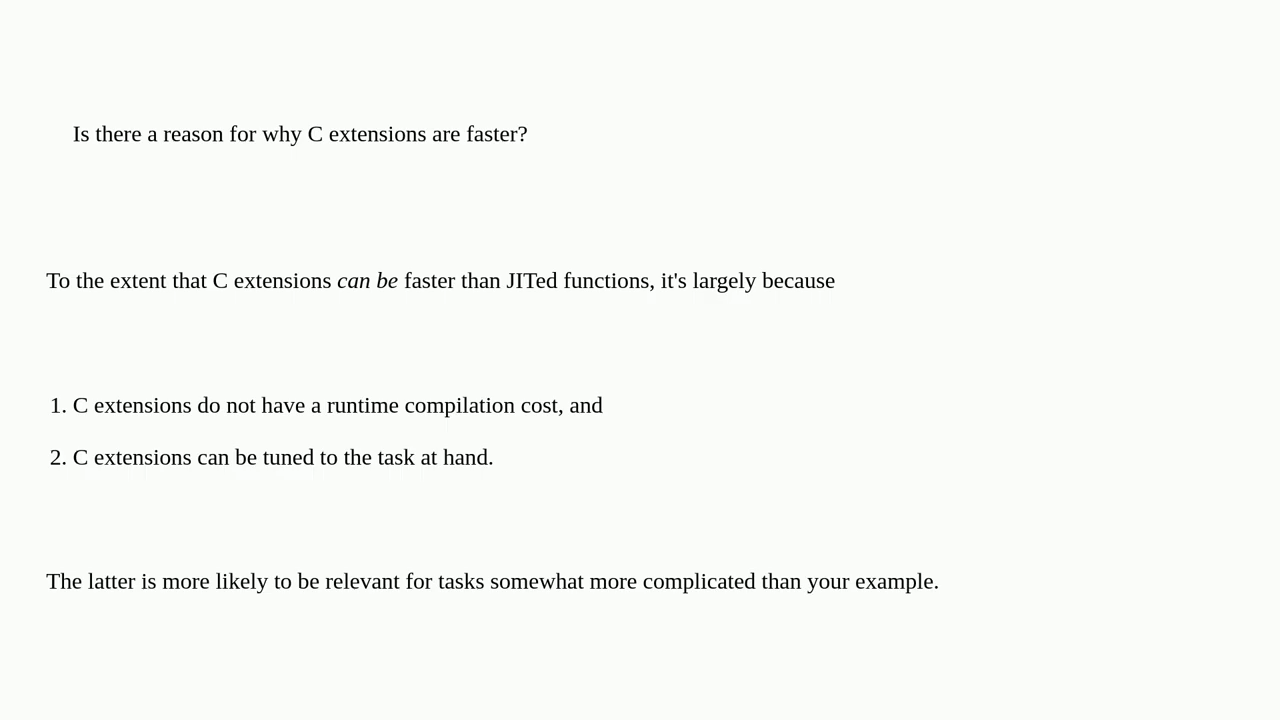 Is there a reason for why C extensions are faster?
To the extent that C extensions can be faster than JITed functions, it's largely because
1. C extensions do not have a runtime compilation cost, and
2. C extensions can be tuned to the task at hand.
The latter is more likely to be relevant for tasks somewhat more complicated than your example.